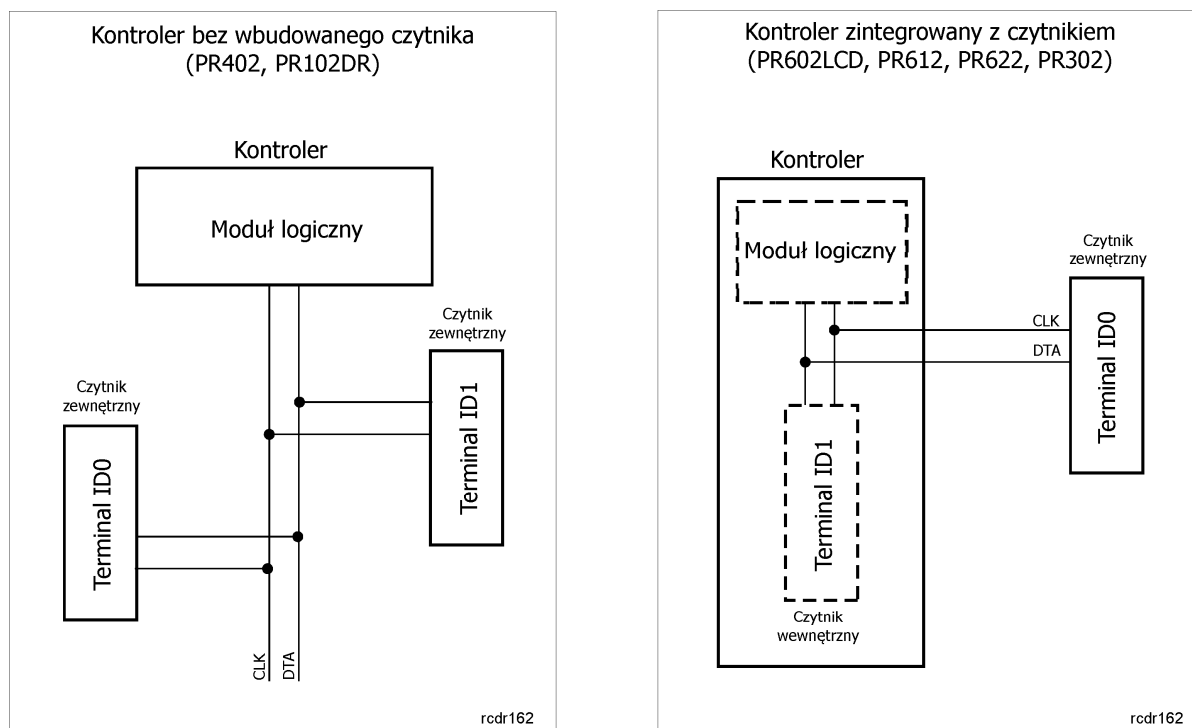 Kontroler bez wbudowanego czytnika
(PR402, PR102DR)
Kontroler
Moduł logiczny
Czytnik
zewnętrzny
Terminal ID1
Czytnik
zewnętrzny
Terminal ID0
CLK
DTA
rcdr162
Kontroler zintegrowany z czytnikiem
(PR602LCD, PR612, PR622, PR302)
Kontroler
Moduł logiczny
Czytnik
zewnętrzny
Terminal ID0
CLK
DTA
Terminal ID1
Czytnik
wewnętrzny
rcdr162